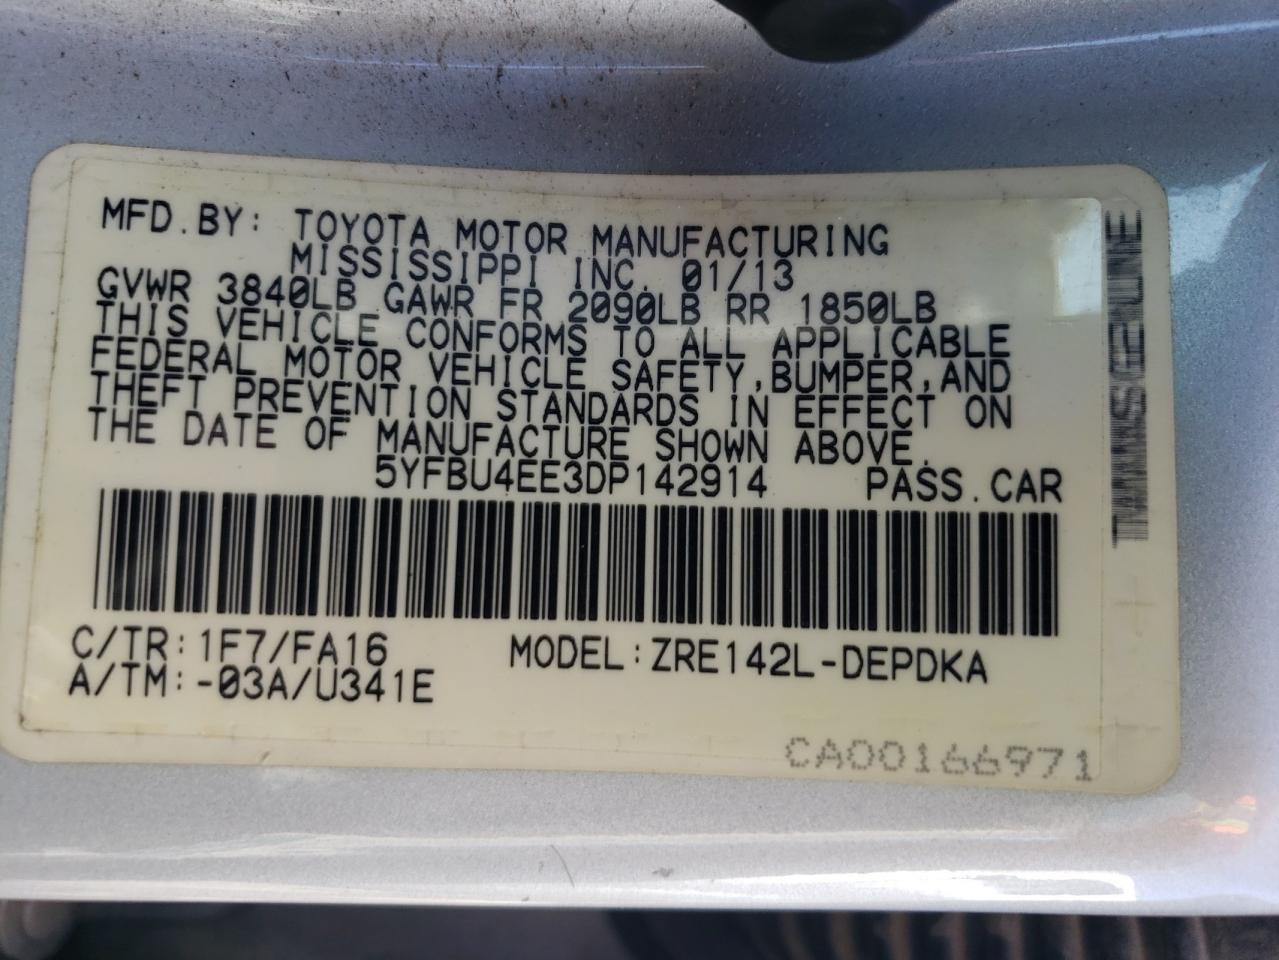 MFD.BY: TOYOTA MOTOR MANUFACTURING
MISSISSIPPI INC. 01/13
GVWR 3840LB GAWR FR 2090LB RR 1850LB
THIS VEHICLE CONFORMS TO ALL APPLICABLE
FEDERAL MOTOR VEHICLE SAFETY,BUMPER,AND
THEFT PREVENTION STANDARDS IN EFFECT ON
THE DATE OF MANUFACTURE SHOWN ABOVE.
5YFBU4EE3DP142914 PASS.CAR
C/TR:1F7/FA16 MODEL:ZRE142L-DEPDKA
A/TM:-03A/U341E
CA00166971